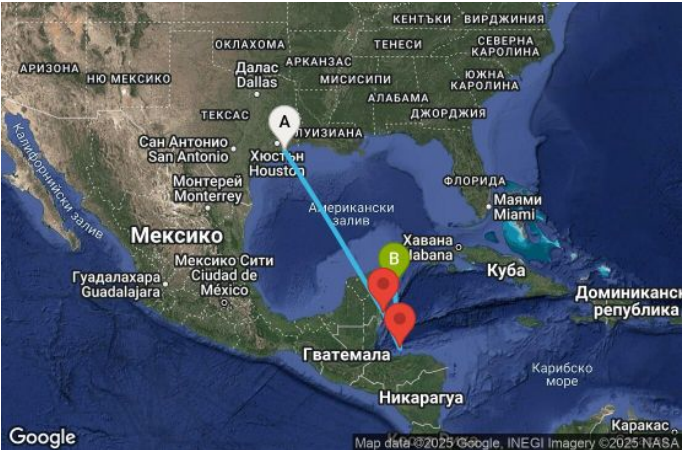 КЕНТЪКИ
ВИРДЖИНИЯ
ОКЛАХОМА
ТЕНЕСИ
СЕВЕРНА
КАРОЛИНА
АРИЗОНА
НЮ МЕКСИКО
Далас
Dallas
АРКАНЗАС
МИСИСИПИ
ЮЖНА
КАРОЛИНА
АЛАБАМА
ДЖОРДЖИЯ
ТЕКСАС
A
ЛУИЗИАНА
Сан Антонио
San Antonio
Хюстън
Houston
Калифорнийски залив
Монтерей
Monterrey
ФЛОРИДА
Маями
Miami
Американски
залив
Мексико
Хавана
Habana
B
Мексико Сити
Ciudad de
México
Гуадалахара
Guadalajara
Куба
Доминиканск
република
Гватемала
Карибско
море
Никарагуа
Каракас
Google
Map data ©2025 Google, INEGI Imagery ©2025 NASA